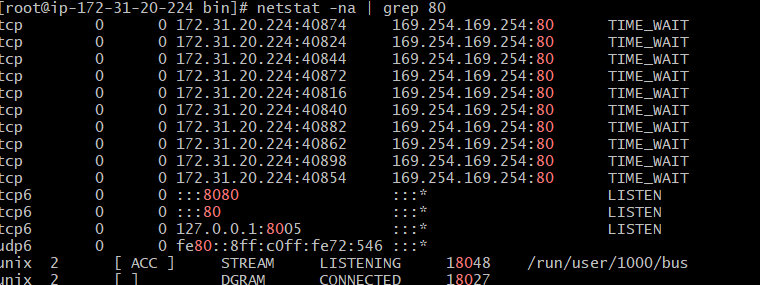 [root@ip-172-31-20-224 bin]# netstat -na | grep 80
tcp 0 0 172.31.20.224:40874 169.254.169.254:80 TIME_WAIT
tcp 0 0 172.31.20.224:40824 169.254.169.254:80 TIME_WAIT
tcp 0 0 172.31.20.224:40844 169.254.169.254:80 TIME_WAIT
tcp 0 0 172.31.20.224:40872 169.254.169.254:80 TIME_WAIT
tcp 0 0 172.31.20.224:40816 169.254.169.254:80 TIME_WAIT
tcp 0 0 172.31.20.224:40840 169.254.169.254:80 TIME_WAIT
tcp 0 0 172.31.20.224:40882 169.254.169.254:80 TIME_WAIT
tcp 0 0 172.31.20.224:40862 169.254.169.254:80 TIME_WAIT
tcp 0 0 172.31.20.224:40898 169.254.169.254:80 TIME_WAIT
tcp 0 0 172.31.20.224:40854 169.254.169.254:80 TIME_WAIT
tcp6 0 0 :::8080 :::* LISTEN
tcp6 0 0 :::80 :::* LISTEN
tcp6 0 0 127.0.0.1:8005 :::* LISTEN
udp6 0 0 fe80::8ff:c0ff:fe72:546 :::*
unix 2 [ ACC ] STREAM LISTENING 18048 /run/user/1000/bus
unix 2 [ ] DGRAM CONNECTED 18027